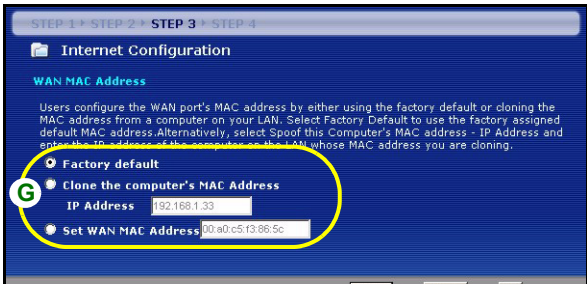 STEP 1 STEP 2 STEP 3 STEP 4
Internet Configuration
WAN MAC Address
Users configure the WAN port's MAC address by either using the factory default or cloning the
MAC address from a computer on your LAN. Select Factory Default to use the factory assigned
default MAC address.Alternatively, select Spoof this Computer's MAC address - IP Address and
enter the IP address of the computer on the LAN whose MAC address you are cloning.
Factory default
G Clone the computer's MAC Address
IP Address 192.168.1.33
Set WAN MAC Address 00:a0:c5:f3:86:5c